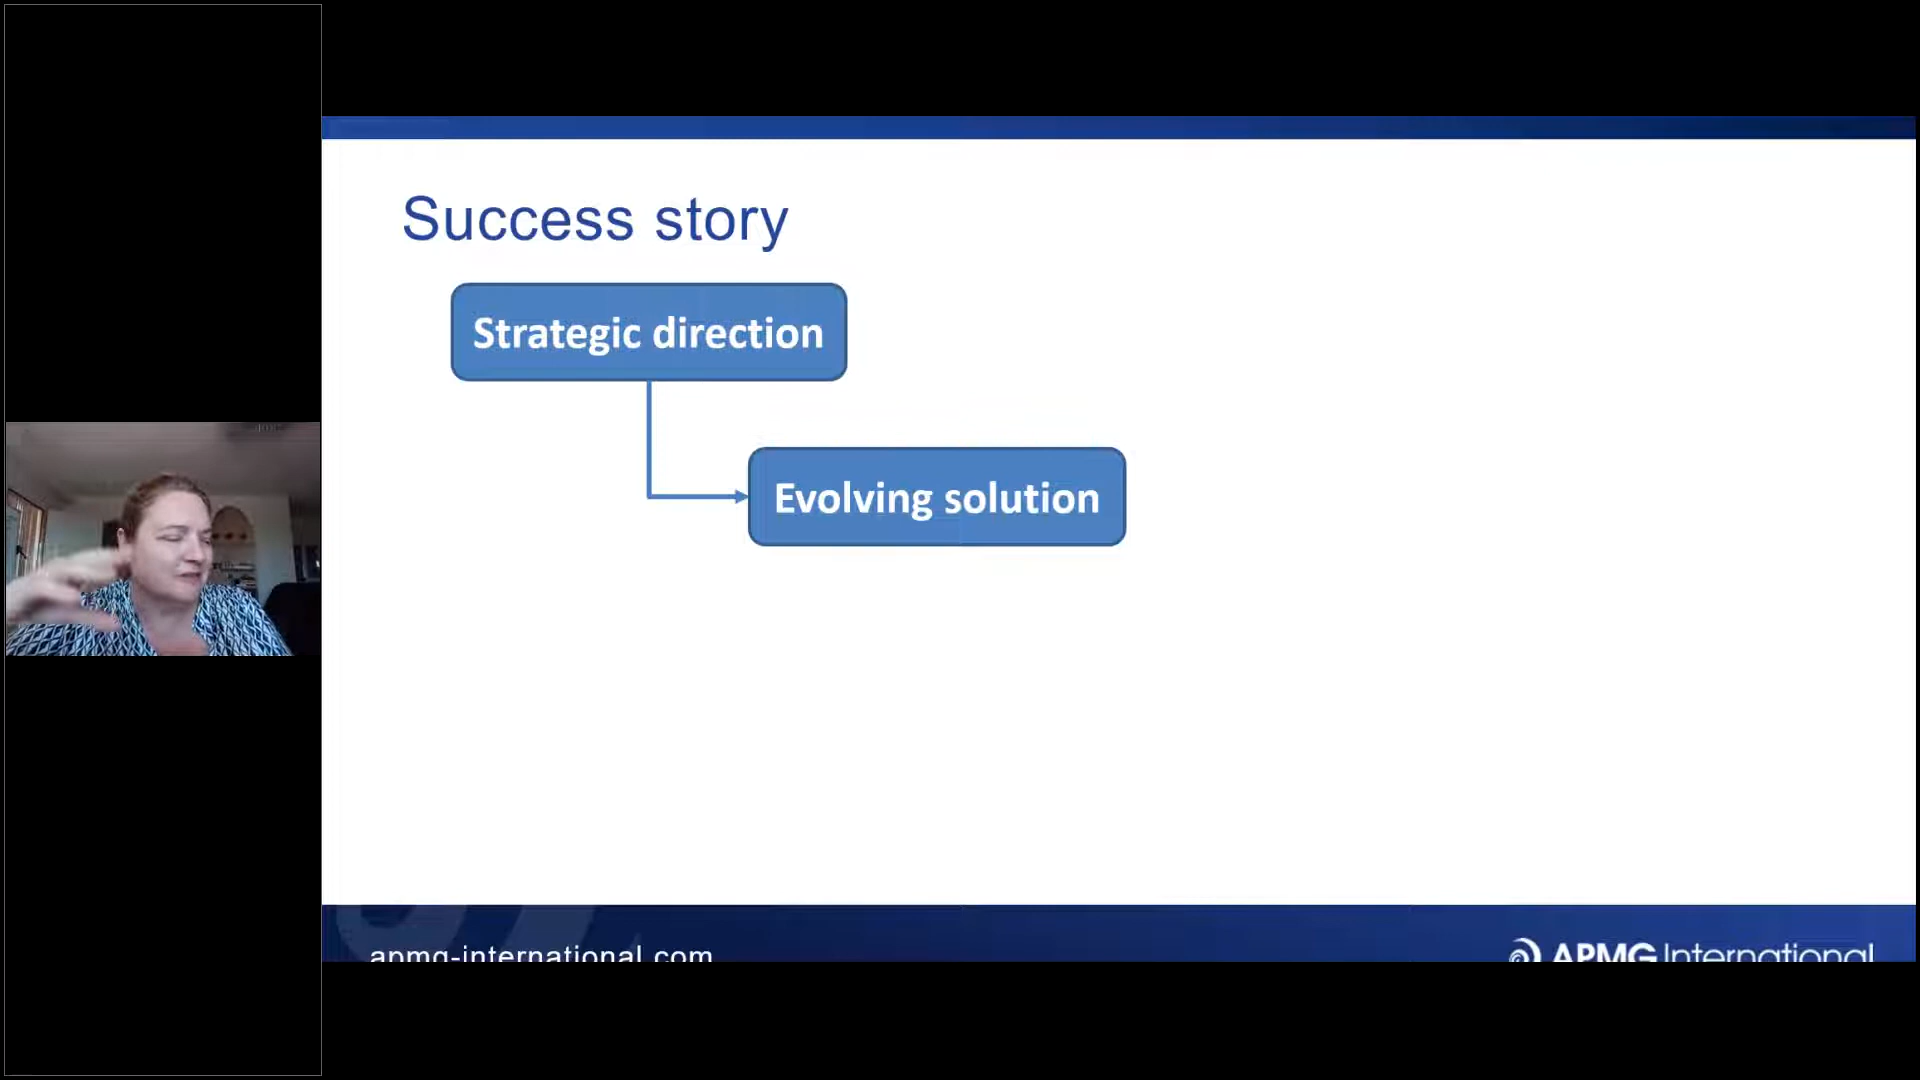 Success story
Strategic direction
Evolving solution
apmg-international.com
APMG International